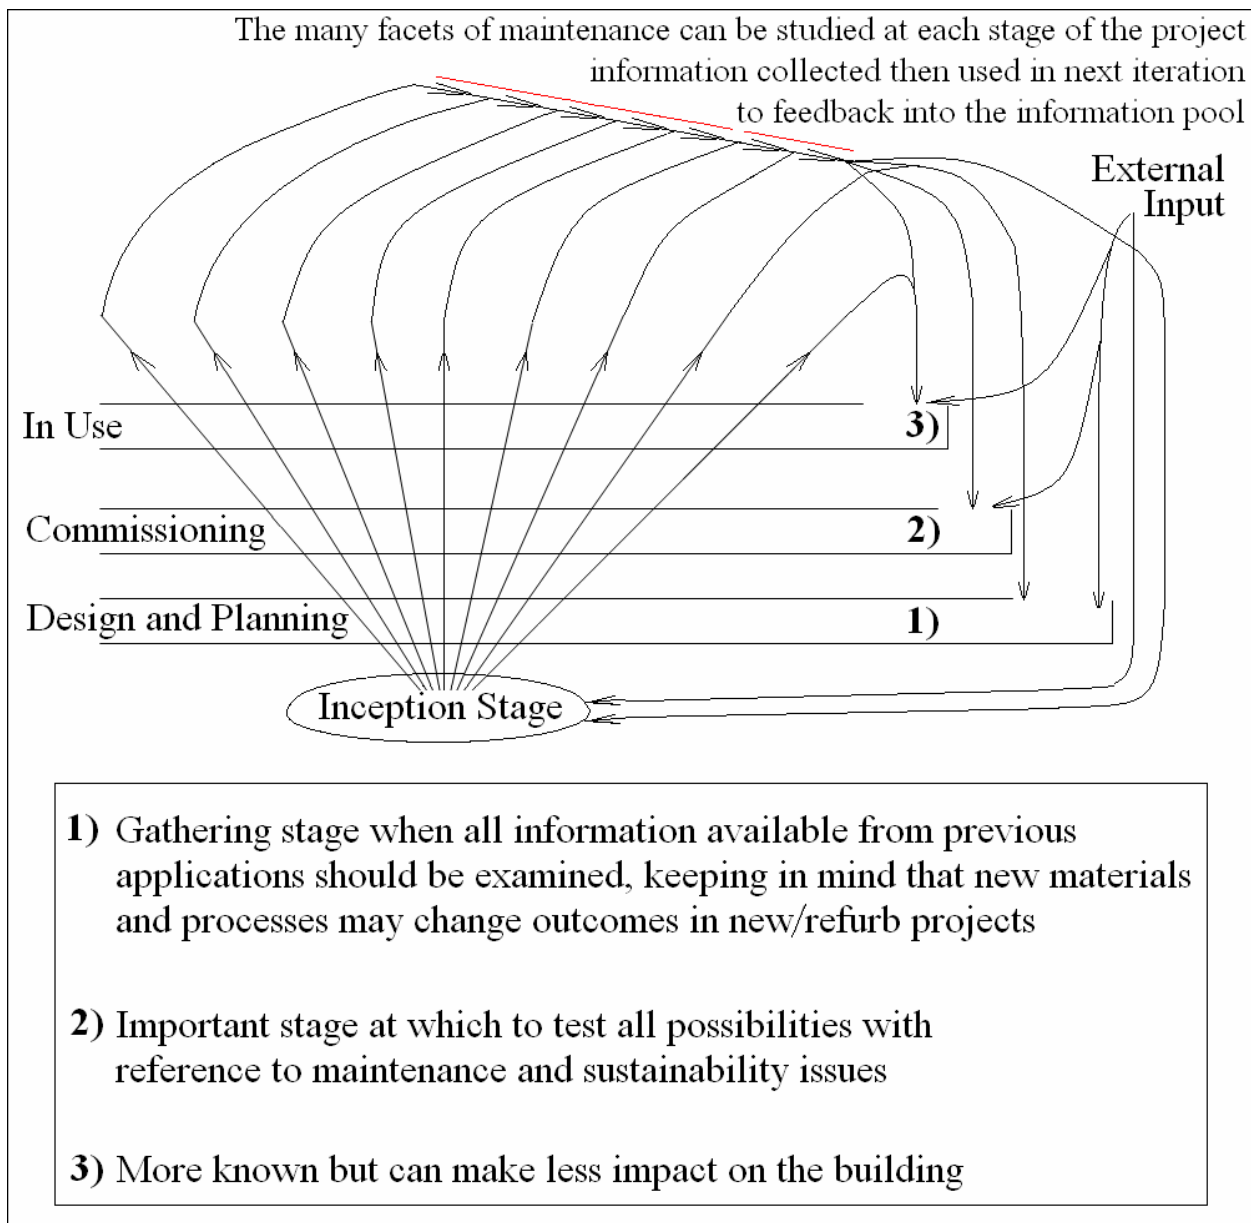 The many facets of maintenance can be studied at each stage of the project
information collected then used in next iteration
to feedback into the information pool
External
Input
In Use
3)
Commissioning
2)
Design and Planning
1)
Inception Stage
1) Gathering stage when all information available from previous
applications should be examined, keeping in mind that new materials
and processes may change outcomes in new/refurb projects
2) Important stage at which to test all possibilities with
reference to maintenance and sustainability issues
3) More known but can make less impact on the building